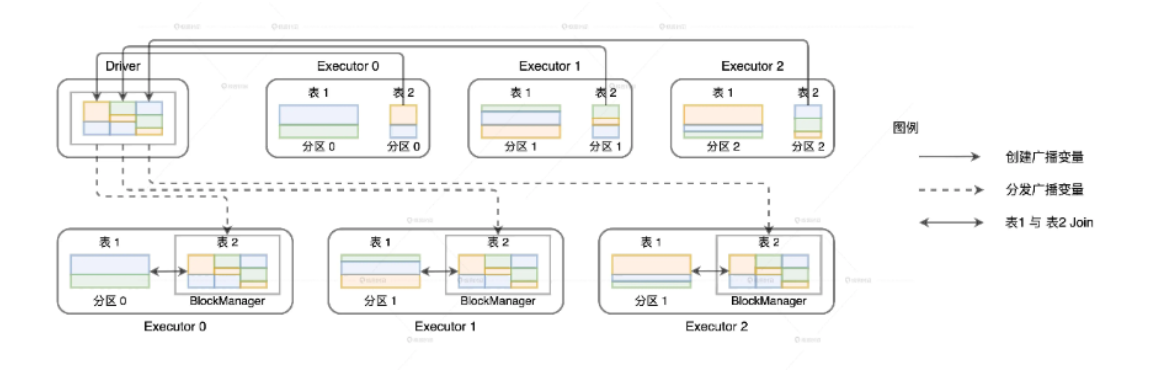 Driver
Executor 0
Executor 1
Executor 2
表 1
表 2
表 1
表 2
表 1
表 2
分区 0
分区 0
分区 1
分区 1
分区 2
分区 2
图例
创建广播变量
分发广播变量
表1 与 表2 Join
表 1
表 2
表 1
表 2
表 1
表 2
分区 0
BlockManager
分区 1
BlockManager
分区 1
BlockManager
Executor 0
Executor 1
Executor 2